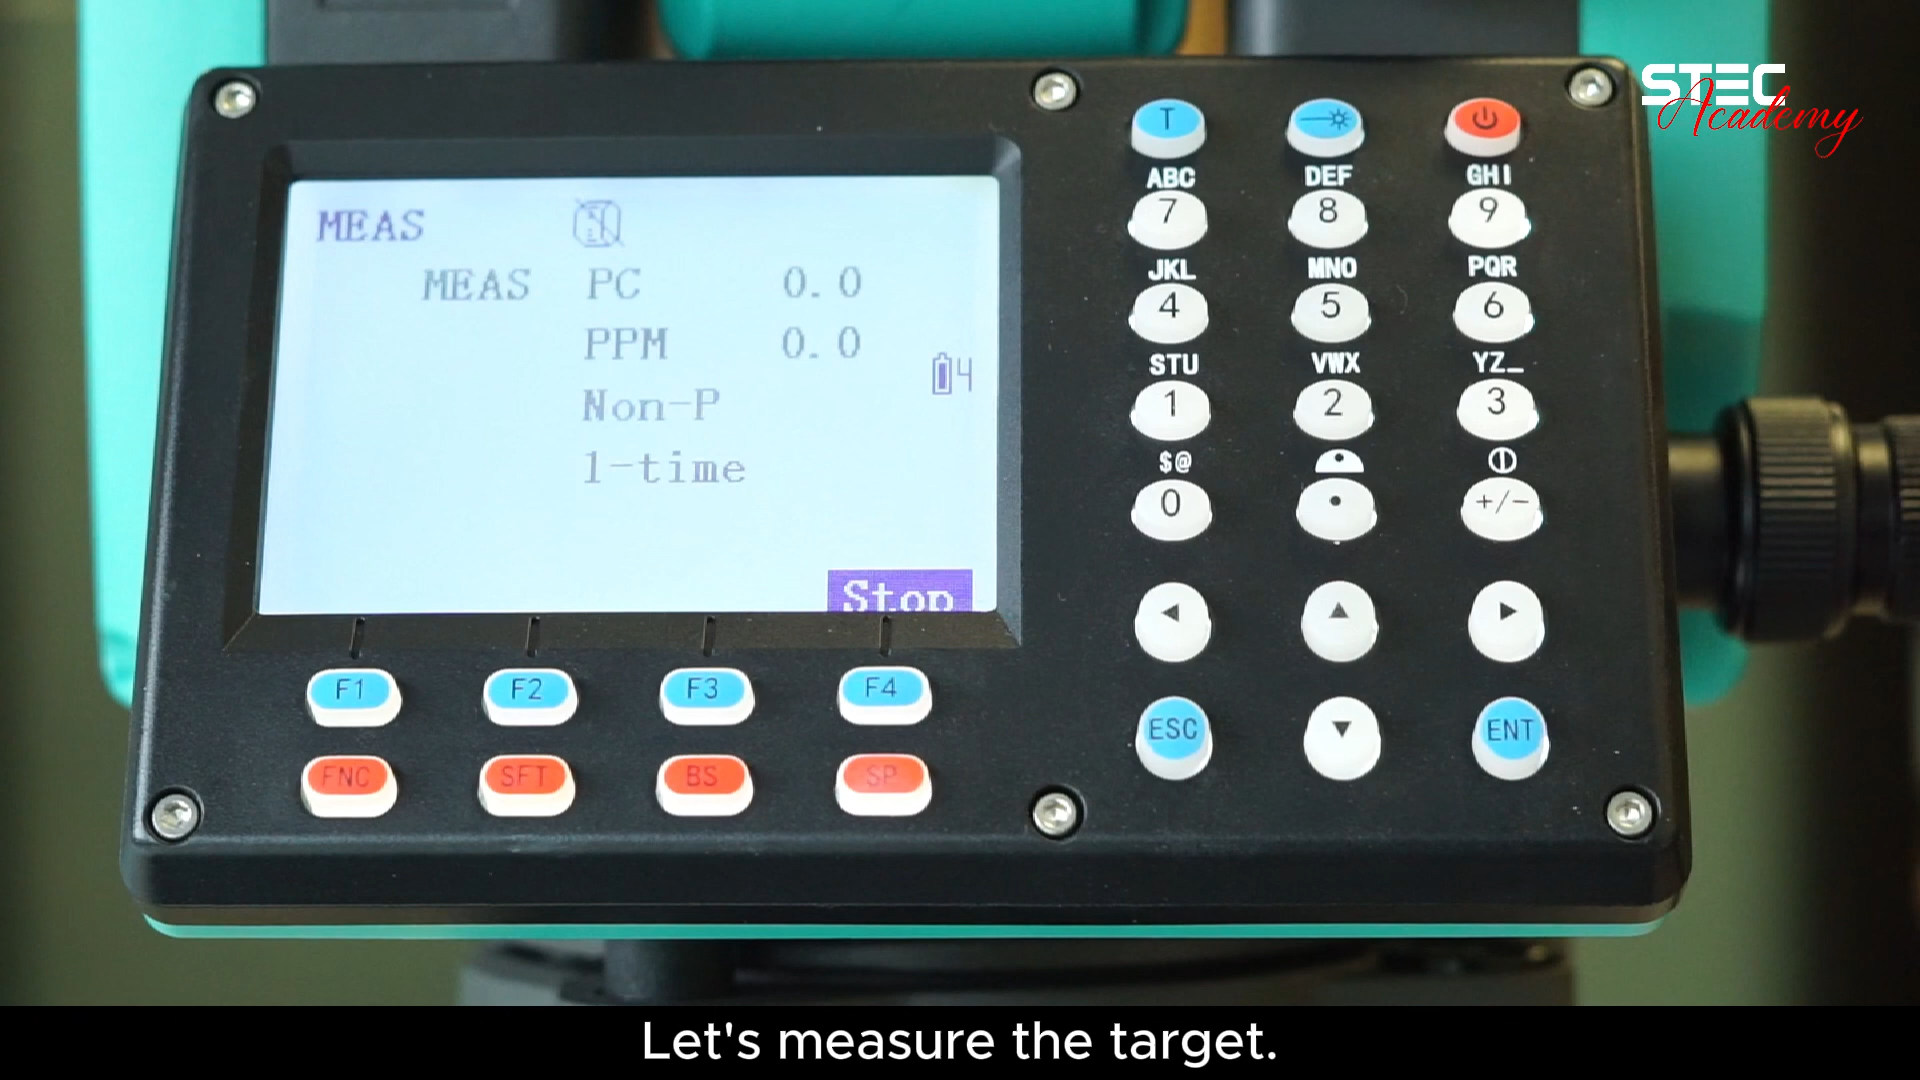 STEC
Academy
MEAS
MEAS PC 0.0
PPM 0.0
4
Non-P
1-time
Stop
T
ABC DEF GHI
7 8 9
JKL MNO PQR
4 5 6
STU VWX YZ_
1 2 3
$@
0 • +/-
◄ ▲ ►
F1 F2 F3 F4
ESC ▼ ENT
FNC SFT BS SP
Let's measure the target.